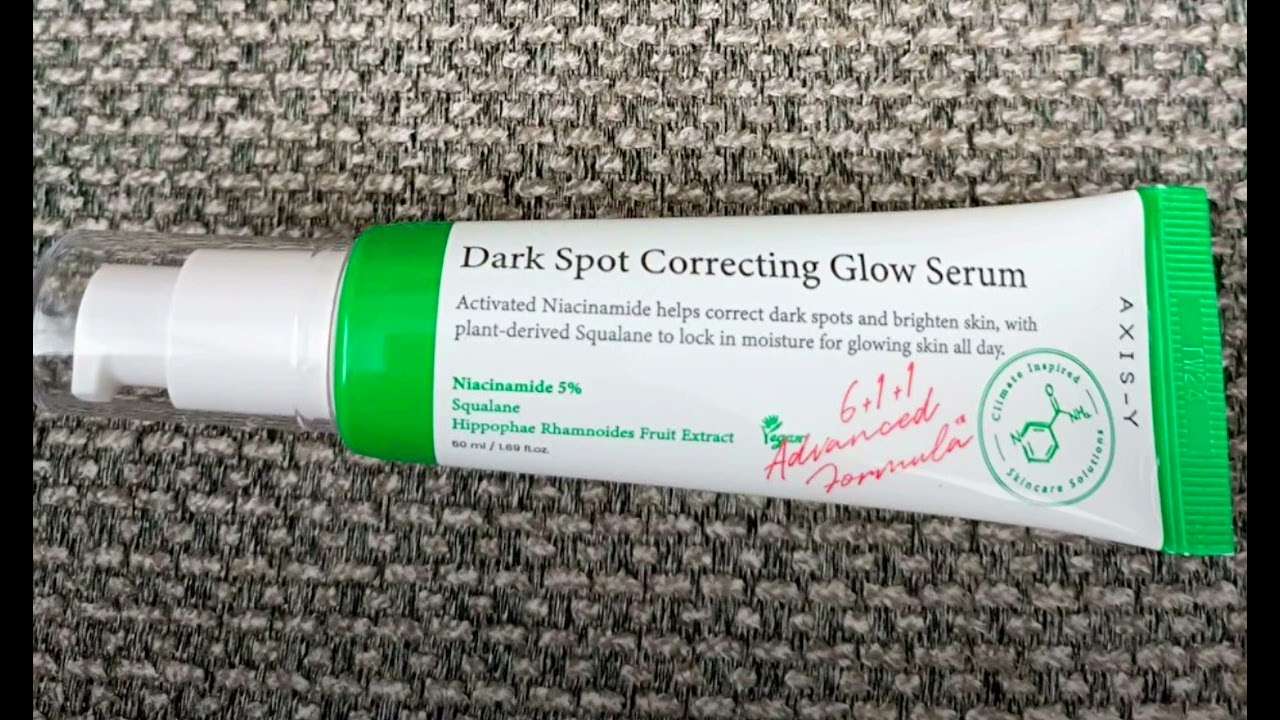 Dark Spot Correcting Glow Serum
Activated Niacinamide helps correct dark spots and brighten skin, with
plant-derived Squalane to lock in moisture for glowing skin all day.
Niacinamide 5%
Squalane
Hippophae Rhamnoides Fruit Extract
50 ml / 1.69 fl.oz.
Vegan
6+1+1
Advanced
Formula
Climate Inspired
N
O
NH₂
Skincare Solutions
AXIS-Y